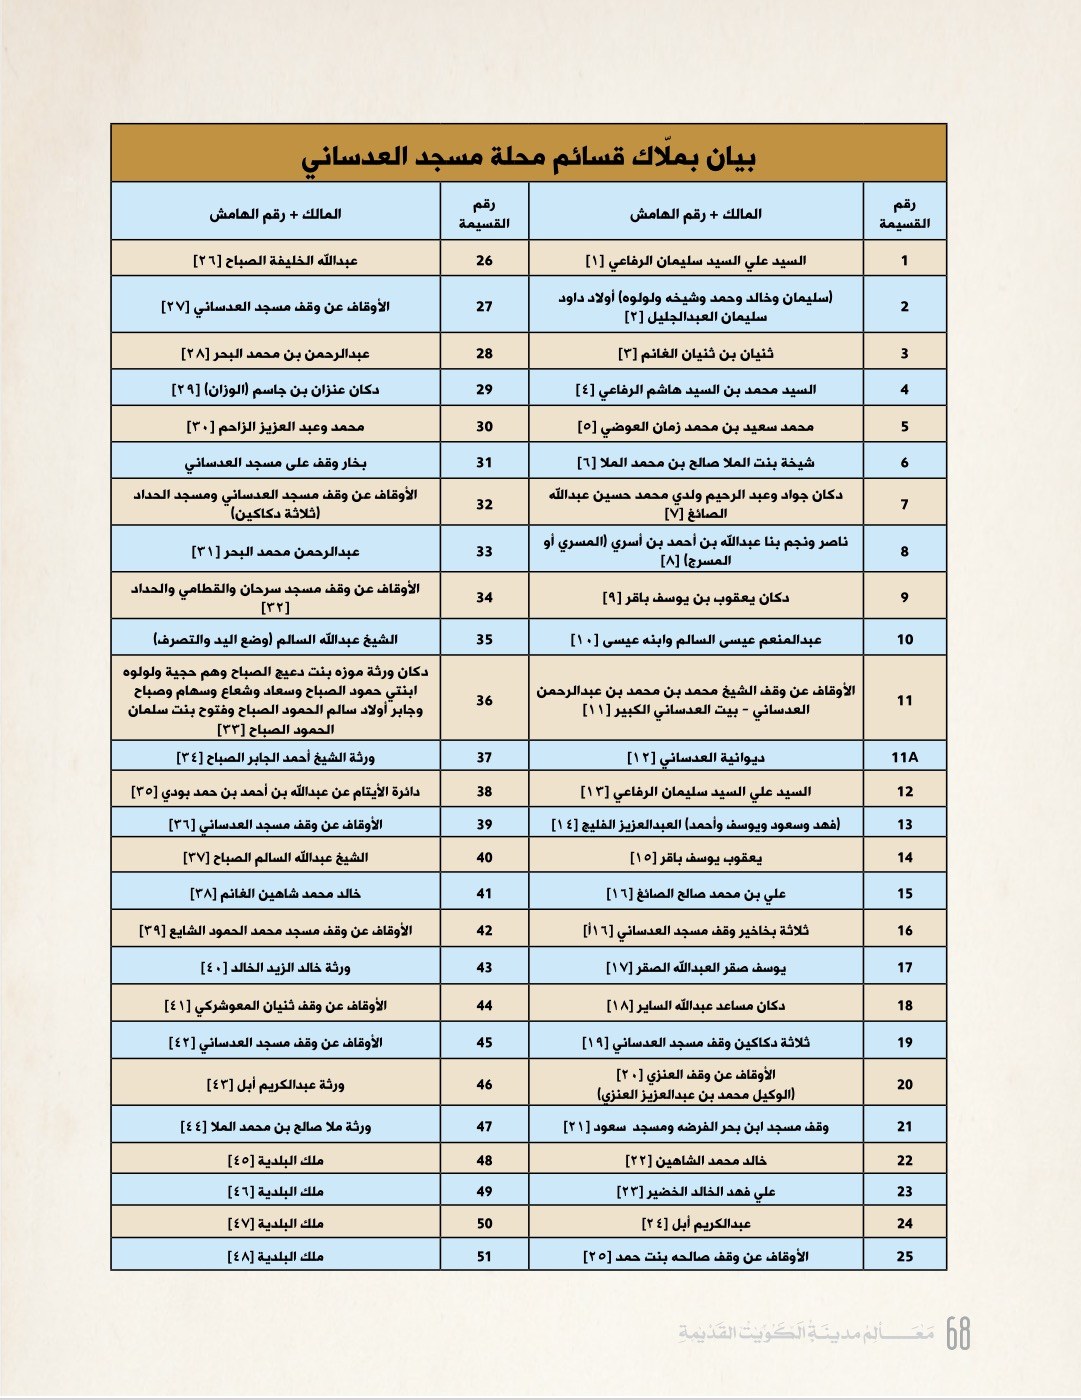 بيان بملّاك قسائم محلة مسجد العدساني
رقم القسيمة | المالك + رقم الهامش | رقم القسيمة | المالك + رقم الهامش
1 | السيد علي السيد سليمان الرفاعي [١] | 26 | عبدالله الخليفة الصباح [٢٦]
2 | (سليمان وخالد وحمد وشيخه ولولوه) أولاد داود
سليمان العبدالجليل [٢] | 27 | الأوقاف عن وقف مسجد العدساني [٢٧]
3 | ثنيان بن ثنيان الغانم [٣] | 28 | عبدالرحمن بن محمد البحر [٢٨]
4 | السيد محمد بن السيد هاشم الرفاعي [٤] | 29 | دكان عنزان بن جاسم (الوزان) [٢٩]
5 | محمد سعيد بن محمد زمان العوضي [٥] | 30 | محمد وعبد العزيز الزاحم [٣٠]
6 | شيخة بنت الملا صالح بن محمد الملا [٦] | 31 | بخار وقف على مسجد العدساني
7 | دكان جواد وعبد الرحيم ولدي محمد حسين عبدالله
الصائغ [٧] | 32 | الأوقاف عن وقف مسجد العدساني ومسجد الحداد
(ثلاثة دكاكين)
8 | ناصر ونجم بنا عبدالله بن أحمد بن أسري (المسري أو
المسرج) [٨] | 33 | عبدالرحمن محمد البحر [٣١]
9 | دكان يعقوب بن يوسف باقر [٩] | 34 | الأوقاف عن وقف مسجد سرحان والقطامي والحداد
[٣٢]
10 | عبدالمنعم عيسى السالم وابنه عيسى [١٠] | 35 | الشيخ عبدالله السالم (وضع اليد والتصرف)
11 | الأوقاف عن وقف الشيخ محمد بن محمد بن عبدالرحمن
العدساني - بيت العدساني الكبير [١١] | 36 | دكان ورثة موزه بنت دعيج الصباح وهم حجية ولولوه
ابنتي حمود الصباح وسعاد وشعاع وسهام وصباح
وجابر أولاد سالم الحمود الصباح وفتوح بنت سلمان
الحمود الصباح [٣٣]
11A | ديوانية العدساني [١٢] | 37 | ورثة الشيخ أحمد الجابر الصباح [٣٤]
12 | السيد علي السيد سليمان الرفاعي [١٣] | 38 | دائرة الأيتام عن عبدالله بن أحمد بن حمد بودي [٣٥]
13 | (فهد وسعود ويوسف وأحمد) العبدالعزيز الفليج [١٤] | 39 | الأوقاف عن وقف مسجد العدساني [٣٦]
14 | يعقوب يوسف باقر [١٥] | 40 | الشيخ عبدالله السالم الصباح [٣٧]
15 | علي بن محمد صالح الصائغ [١٦] | 41 | خالد محمد شاهين الغانم [٣٨]
16 | ثلاثة بخاخير وقف مسجد العدساني [١٦أ] | 42 | الأوقاف عن وقف مسجد محمد الحمود الشايع [٣٩]
17 | يوسف صقر العبدالله الصقر [١٧] | 43 | ورثة خالد الزيد الخالد [٤٠]
18 | دكان مساعد عبدالله الساير [١٨] | 44 | الأوقاف عن وقف ثنيان المعوشركي [٤١]
19 | ثلاثة دكاكين وقف مسجد العدساني [١٩] | 45 | الأوقاف عن وقف مسجد العدساني [٤٢]
20 | الأوقاف عن وقف العنزي [٢٠]
(الوكيل محمد بن عبدالعزيز العنزي) | 46 | ورثة عبدالكريم أبل [٤٣]
21 | وقف مسجد ابن بحر الفرضه ومسجد سعود [٢١] | 47 | ورثة ملا صالح بن محمد الملا [٤٤]
22 | خالد محمد الشاهين [٢٢] | 48 | ملك البلدية [٤٥]
23 | علي فهد الخالد الخضير [٢٣] | 49 | ملك البلدية [٤٦]
24 | عبدالكريم أبل [٢٤] | 50 | ملك البلدية [٤٧]
25 | الأوقاف عن وقف صالحه بنت حمد [٢٥] | 51 | ملك البلدية [٤٨]
68 معالم مدينة الكويت القديمة